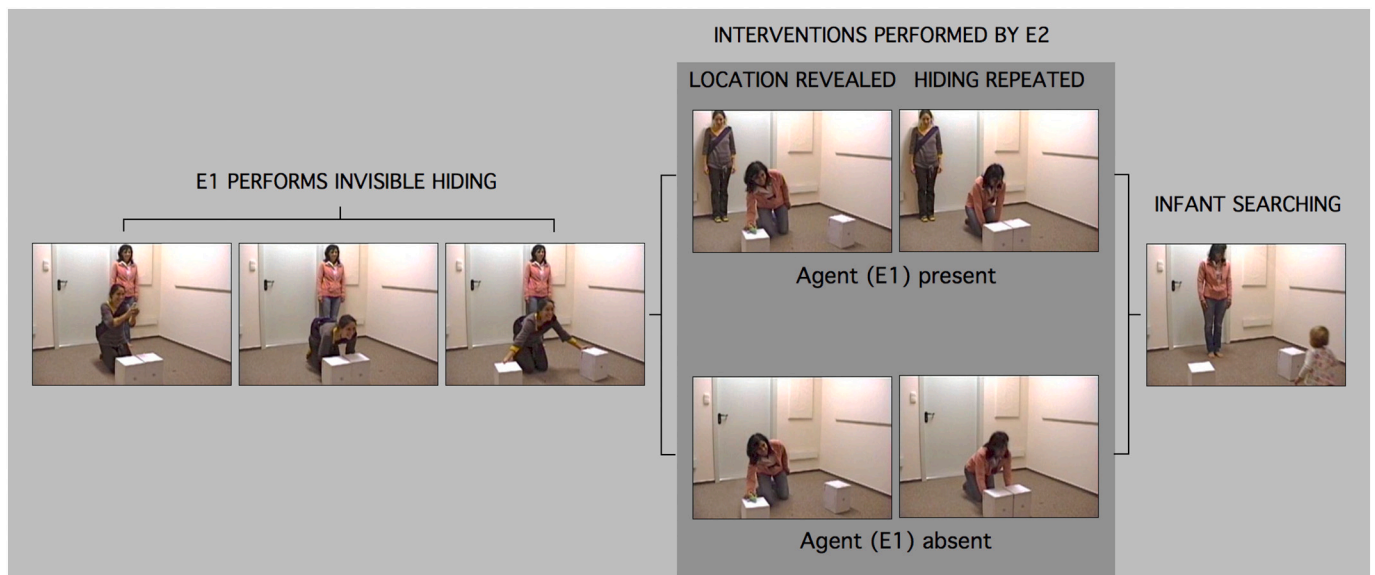 INTERVENTIONS PERFORMED BY E2
LOCATION REVEALED
HIDING REPEATED
E1 PERFORMS INVISIBLE HIDING
INFANT SEARCHING
Agent (E1) present
Agent (E1) absent